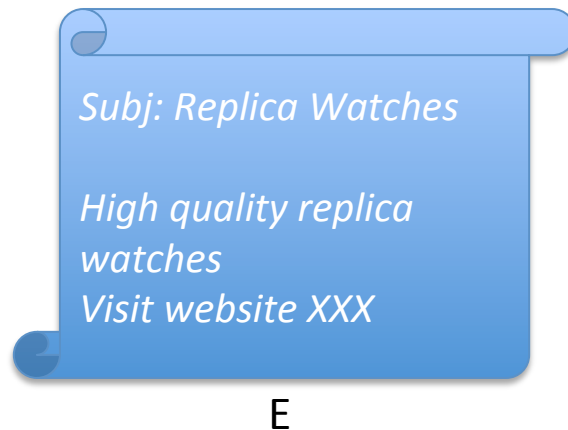 Subj: Replica Watches
High quality replica
watches
Visit website XXX
E